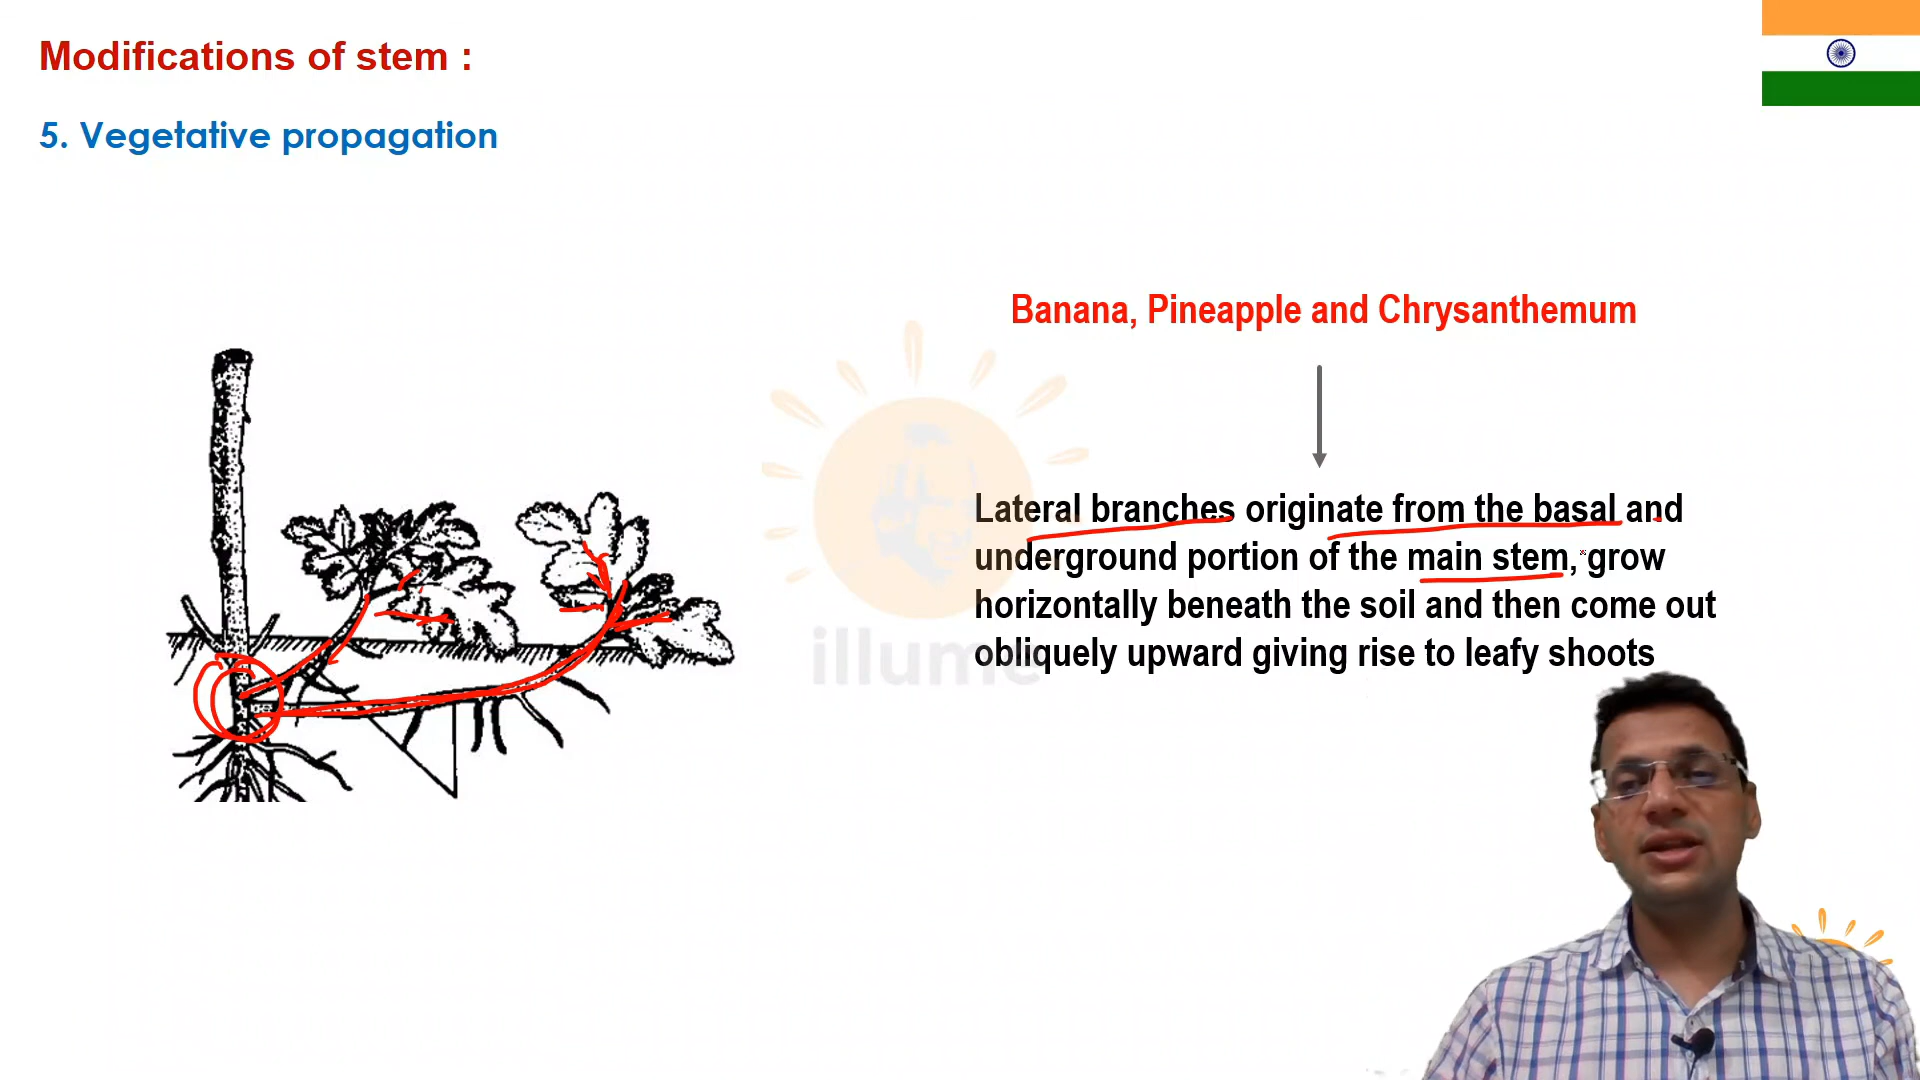 Modifications of stem :
5. Vegetative propagation
Banana, Pineapple and Chrysanthemum
Lateral branches originate from the basal and
underground portion of the main stem, grow
horizontally beneath the soil and then come out
obliquely upward giving rise to leafy shoots
illume